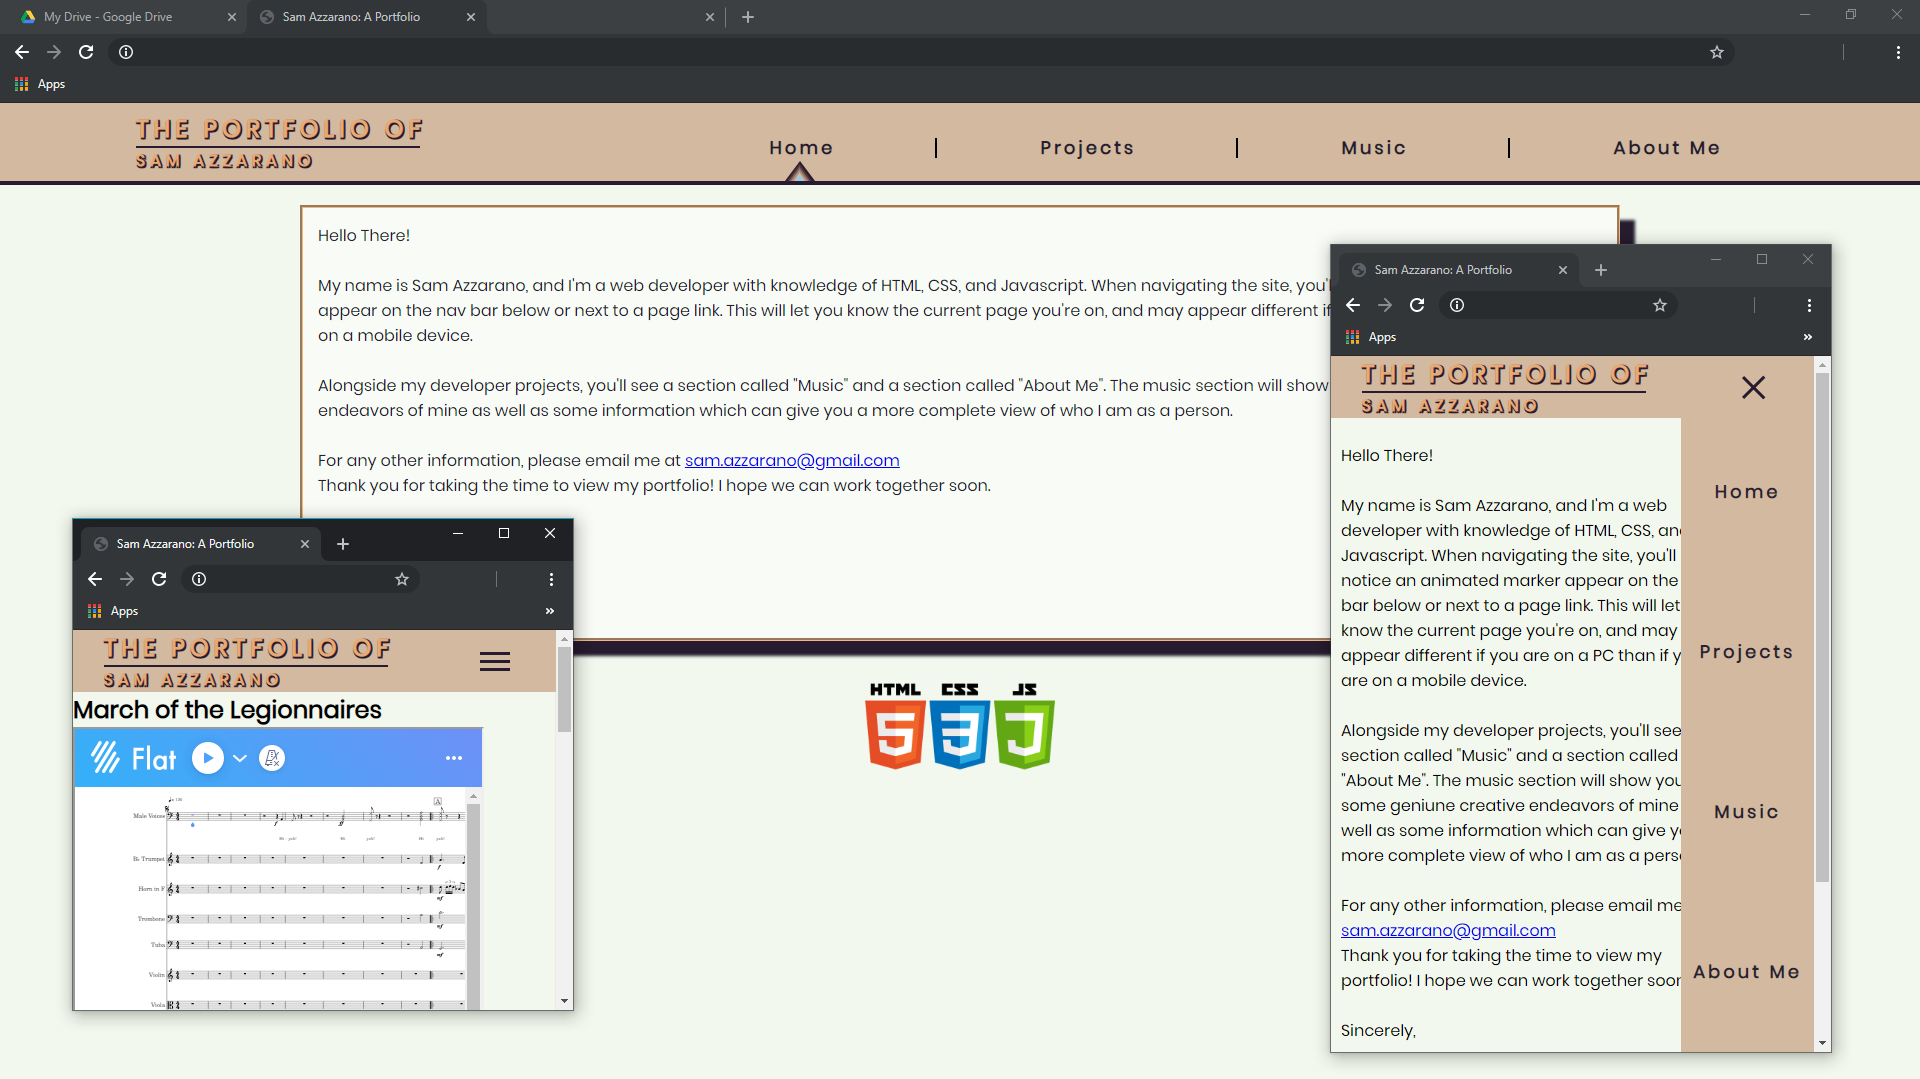 My Drive - Google Drive
Sam Azzarano: A Portfolio
Apps
THE PORTFOLIO OF
SAM AZZARANO
Home
Projects
Music
About Me
Hello There!
My name is Sam Azzarano, and I'm a web developer with knowledge of HTML, CSS, and Javascript. When navigating the site, you'll
appear on the nav bar below or next to a page link. This will let you know the current page you're on, and may appear different if
on a mobile device.
Alongside my developer projects, you'll see a section called "Music" and a section called "About Me". The music section will show
endeavors of mine as well as some information which can give you a more complete view of who I am as a person.
For any other information, please email me at sam.azzarano@gmail.com
Thank you for taking the time to view my portfolio! I hope we can work together soon.
HTML CSS JS
Sam Azzarano: A Portfolio
Apps
THE PORTFOLIO OF
SAM AZZARANO
March of the Legionnaires
Flat
A
Male Voices
Bb Trumpet
Horn in F
Trombone
Tuba
Violin
Viola
Sam Azzarano: A Portfolio
Apps
THE PORTFOLIO OF
SAM AZZARANO
Hello There!
My name is Sam Azzarano, and I'm a web
developer with knowledge of HTML, CSS, an
Javascript. When navigating the site, you'll
notice an animated marker appear on the
bar below or next to a page link. This will let
know the current page you're on, and may
appear different if you are on a PC than if y
are on a mobile device.
Alongside my developer projects, you'll see
section called "Music" and a section called
"About Me". The music section will show you
some geniune creative endeavors of mine
well as some information which can give y
more complete view of who I am as a pers
For any other information, please email me
sam.azzarano@gmail.com
Thank you for taking the time to view my
portfolio! I hope we can work together soon
Sincerely,
Home
Projects
Music
About Me